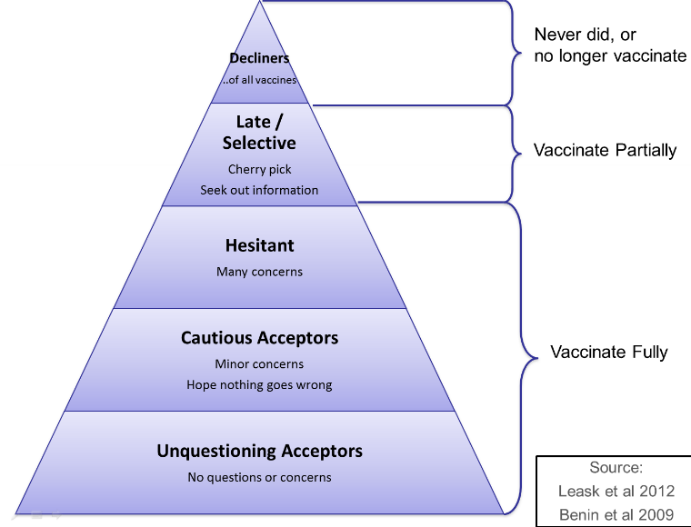 Decliners
..of all vaccines
Never did, or
no longer vaccinate
Late /
Selective
Cherry pick
Seek out information
Vaccinate Partially
Hesitant
Many concerns
Cautious Acceptors
Minor concerns
Hope nothing goes wrong
Vaccinate Fully
Unquestioning Acceptors
No questions or concerns
Source:
Leask et al 2012
Benin et al 2009